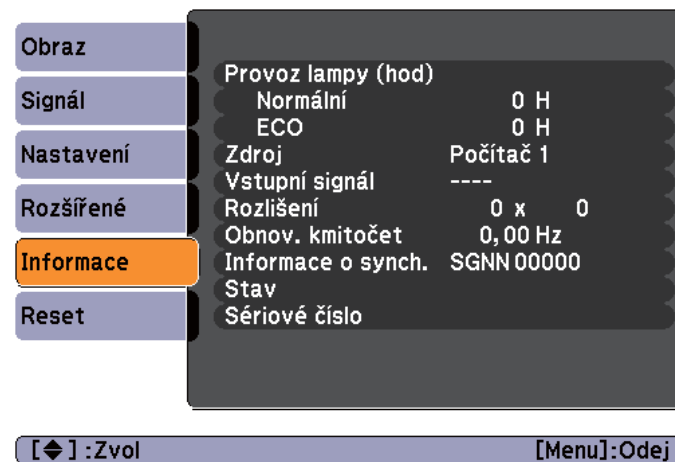 Obraz
Signál
Nastavení
Rozšířené
Informace
Reset
Provoz lampy (hod)
Normální 0 H
ECO 0 H
Zdroj Počítač 1
Vstupní signál ----
Rozlišení 0 x 0
Obnov. kmitočet 0,00 Hz
Informace o synch. SGNN 00000
Stav
Sériové číslo
[◆] :Zvol [Menu]:Odej